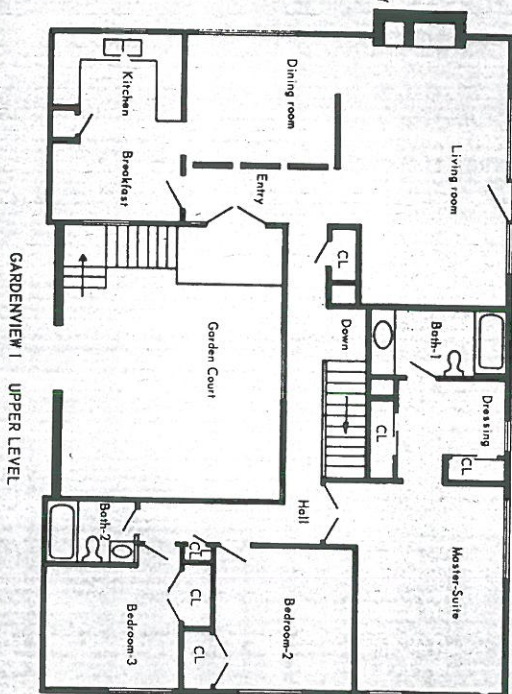 Kitchen
Breakfast
Dining room
Entry
Living room
CL
Bath-1
Down
Garden Court
Dressing
CL
CL
Hall
Master-Suite
Bath-2
CL
CL
CL
Bedroom-2
Bedroom-3
GARDENVIEW I UPPER LEVEL